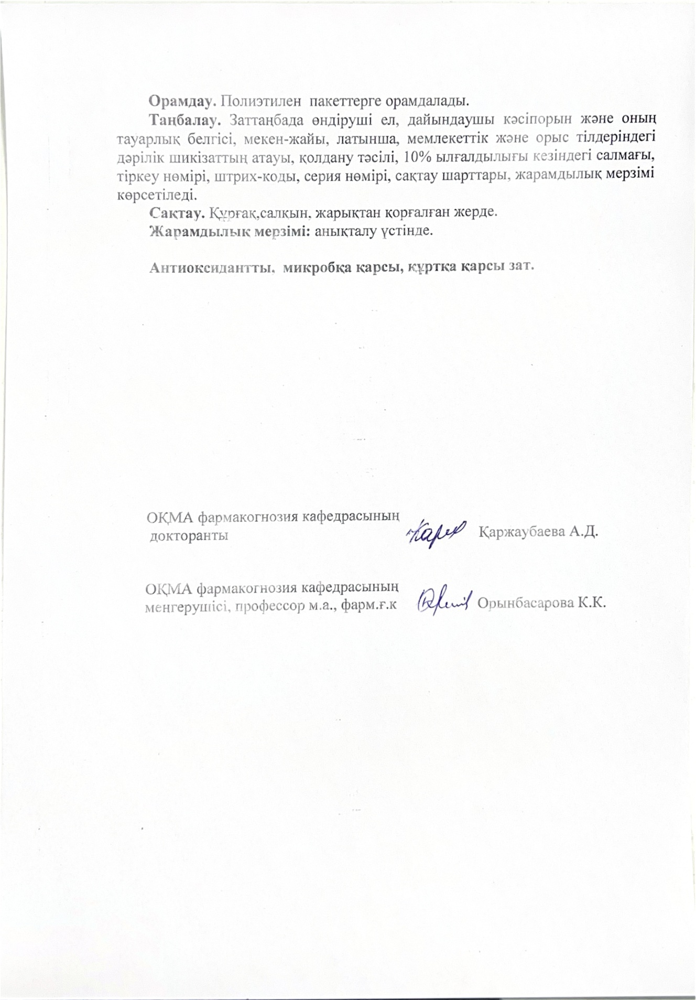 Орамдау. Полиэтилен пакеттерге орамдалады.
Таңбалау. Заттаңбада өндіруші ел, дайындаушы кәсіпорын және оның
тауарлық белгісі, мекен-жайы, латынша, мемлекеттік және орыс тілдеріндегі
дәрілік шикізаттың атауы, қолдану тәсілі, 10% ылғалдылығы кезіндегі салмағы,
тіркеу нөмірі, штрих-коды, серия нөмірі, сақтау шарттары, жарамдылық мерзімі
көрсетіледі.
Сақтау. Құрғақ,салқын, жарықтан қорғалған жерде.
Жарамдылық мерзімі: анықталу үстінде.
Антиоксидантты, микробқа қарсы, құртқа қарсы зат.
ОҚМА фармакогнозия кафедрасының
докторанты Қаржаубаева А.Д.
ОҚМА фармакогнозия кафедрасының
менгерушісі, профессор м.а., фарм.ғ.к Орынбасарова К.К.